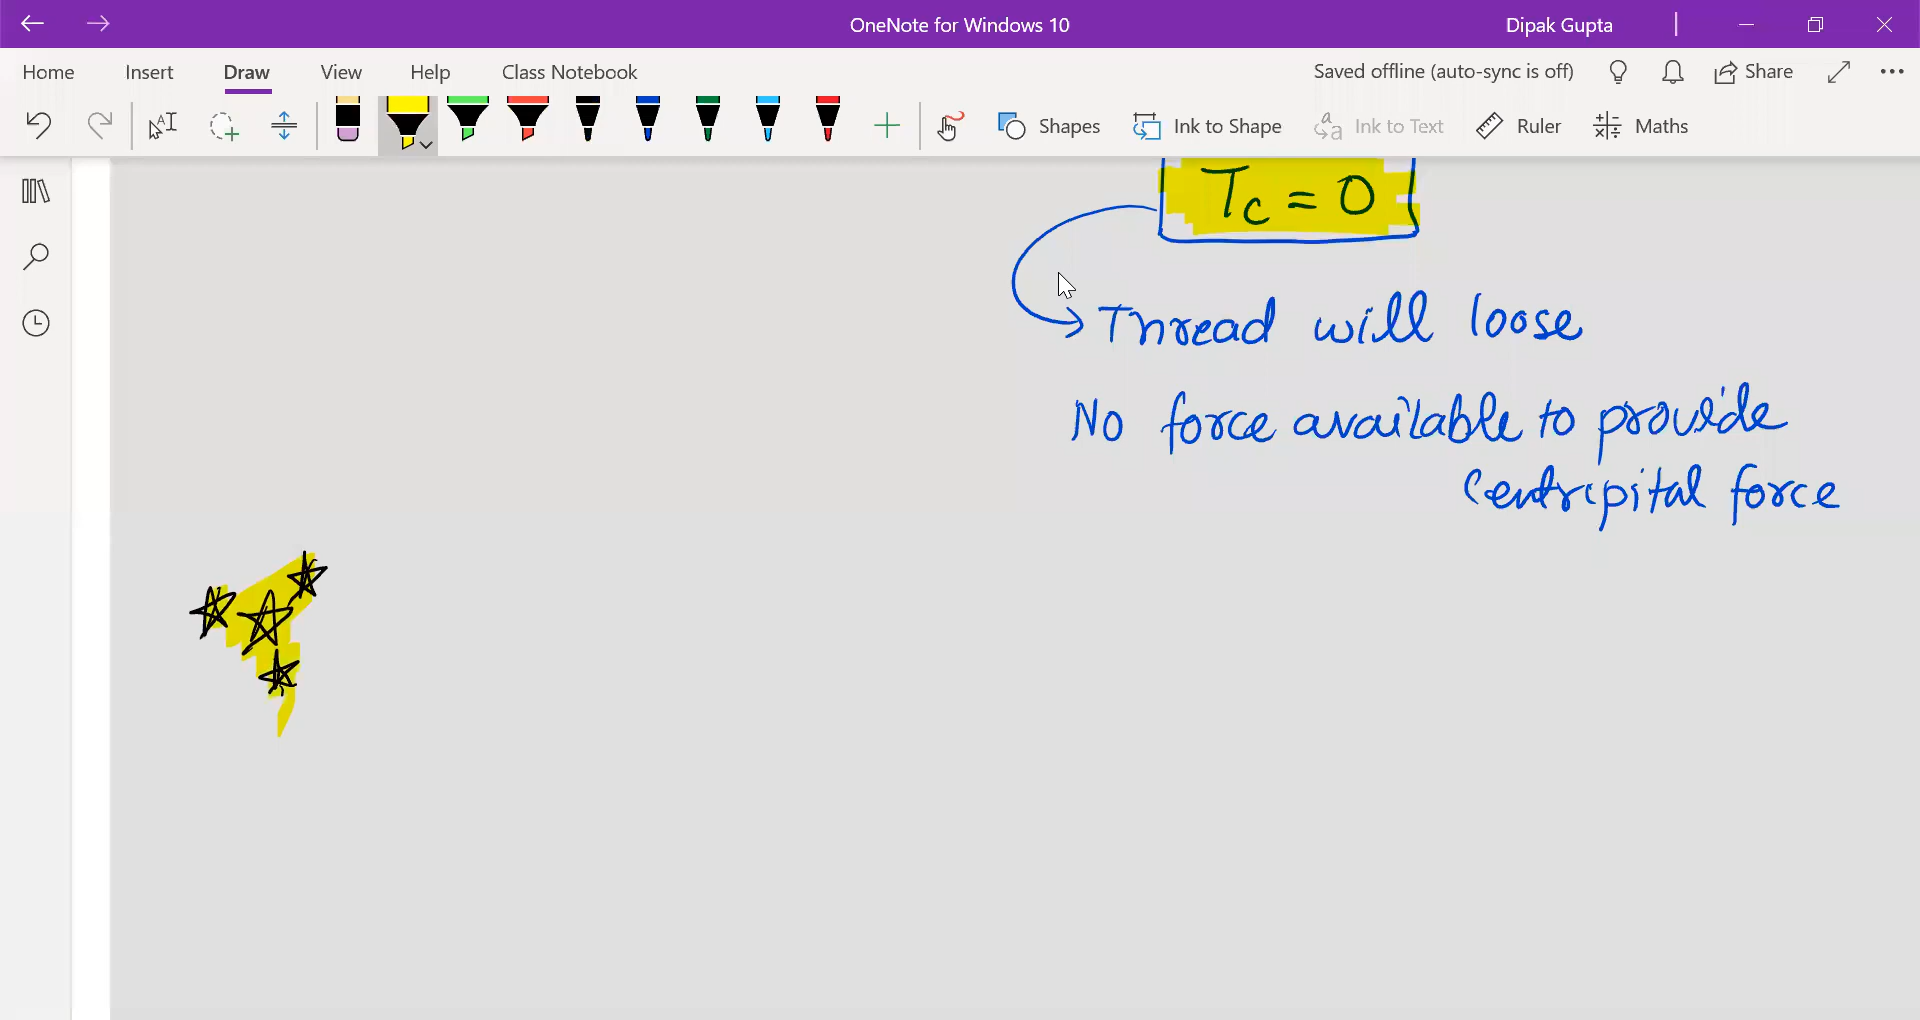 OneNote for Windows 10
Dipak Gupta
Home Insert Draw View Help Class Notebook
Saved offline (auto-sync is off) Share
Shapes Ink to Shape Ink to Text Ruler Maths
Tc = 0
Thread will loose
No force available to provide
Centripital force